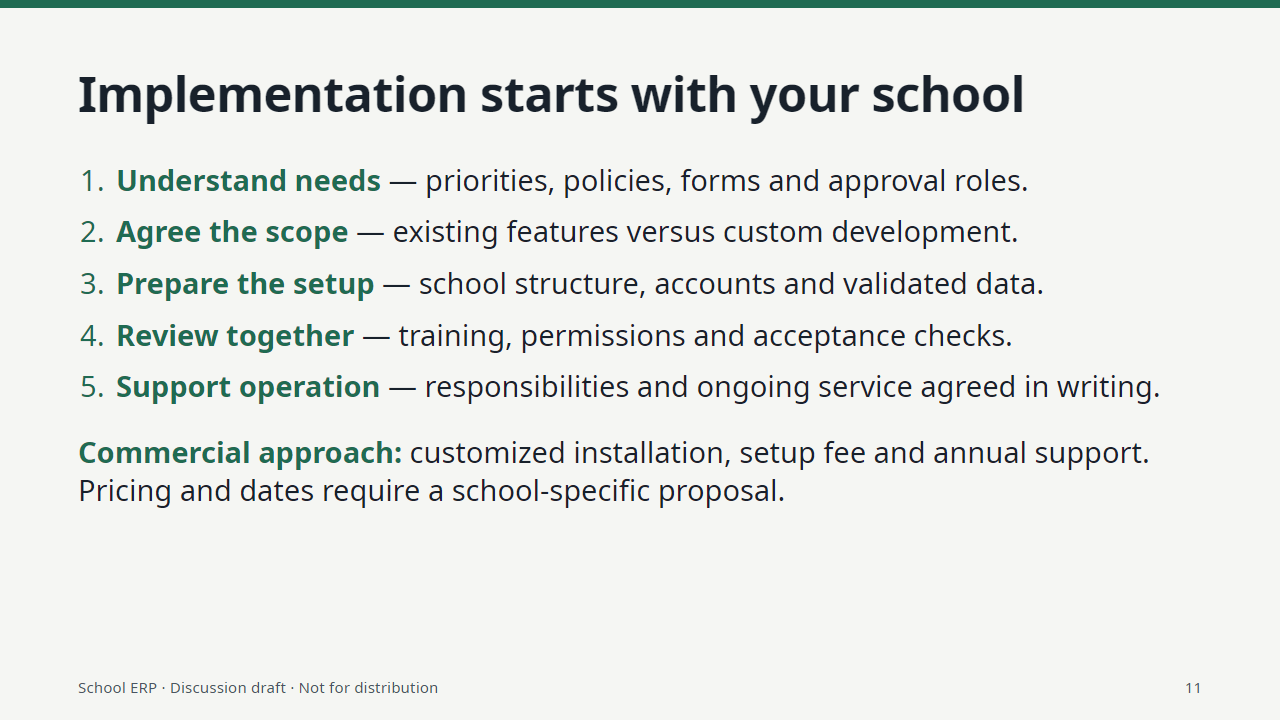 Implementation starts with your school
1. Understand needs — priorities, policies, forms and approval roles.
2. Agree the scope — existing features versus custom development.
3. Prepare the setup — school structure, accounts and validated data.
4. Review together — training, permissions and acceptance checks.
5. Support operation — responsibilities and ongoing service agreed in writing.
Commercial approach: customized installation, setup fee and annual support.
Pricing and dates require a school-specific proposal.
School ERP · Discussion draft · Not for distribution
11